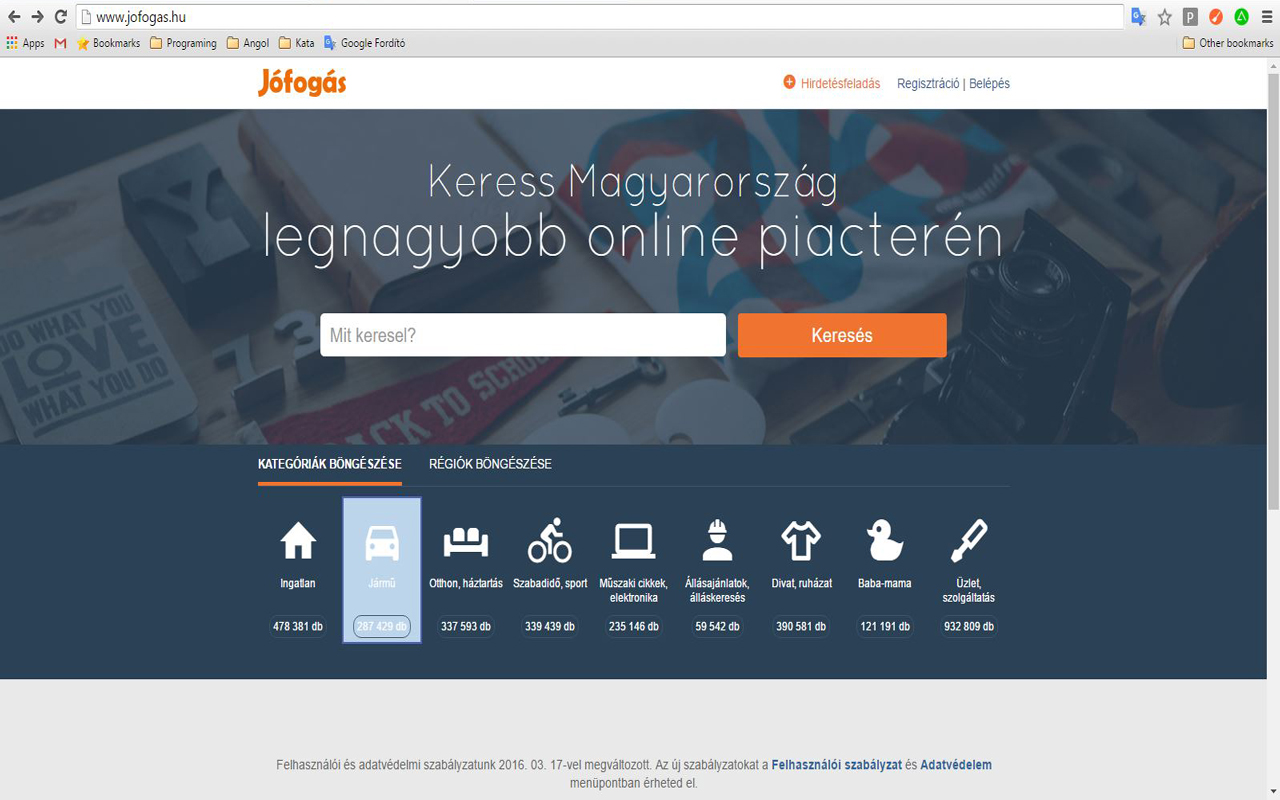 www.jofogas.hu
Apps Bookmarks Programing Angol Kata Google Fordító Other bookmarks
Jófogás
Hirdetésfeladás Regisztráció | Belépés
Keress Magyarország
legnagyobb online piacterén
Mit keresel? Keresés
DO WHAT YOU
LOVE
WHAT YOU DO
Y
7 3
BACK TO SCHOOL
KATEGÓRIÁK BÖNGÉSZÉSE RÉGIÓK BÖNGÉSZÉSE
Ingatlan Jármű Otthon, háztartás Szabadidő, sport Műszaki cikkek, elektronika Állásajánlatok, álláskeresés Divat, ruházat Baba-mama Üzlet, szolgáltatás
478 381 db 287 429 db 337 593 db 339 439 db 235 146 db 59 542 db 390 581 db 121 191 db 932 809 db
Felhasználói és adatvédelmi szabályzatunk 2016. 03. 17-vel megváltozott. Az új szabályzatokat a Felhasználói szabályzat és Adatvédelem
menüpontban érheted el.